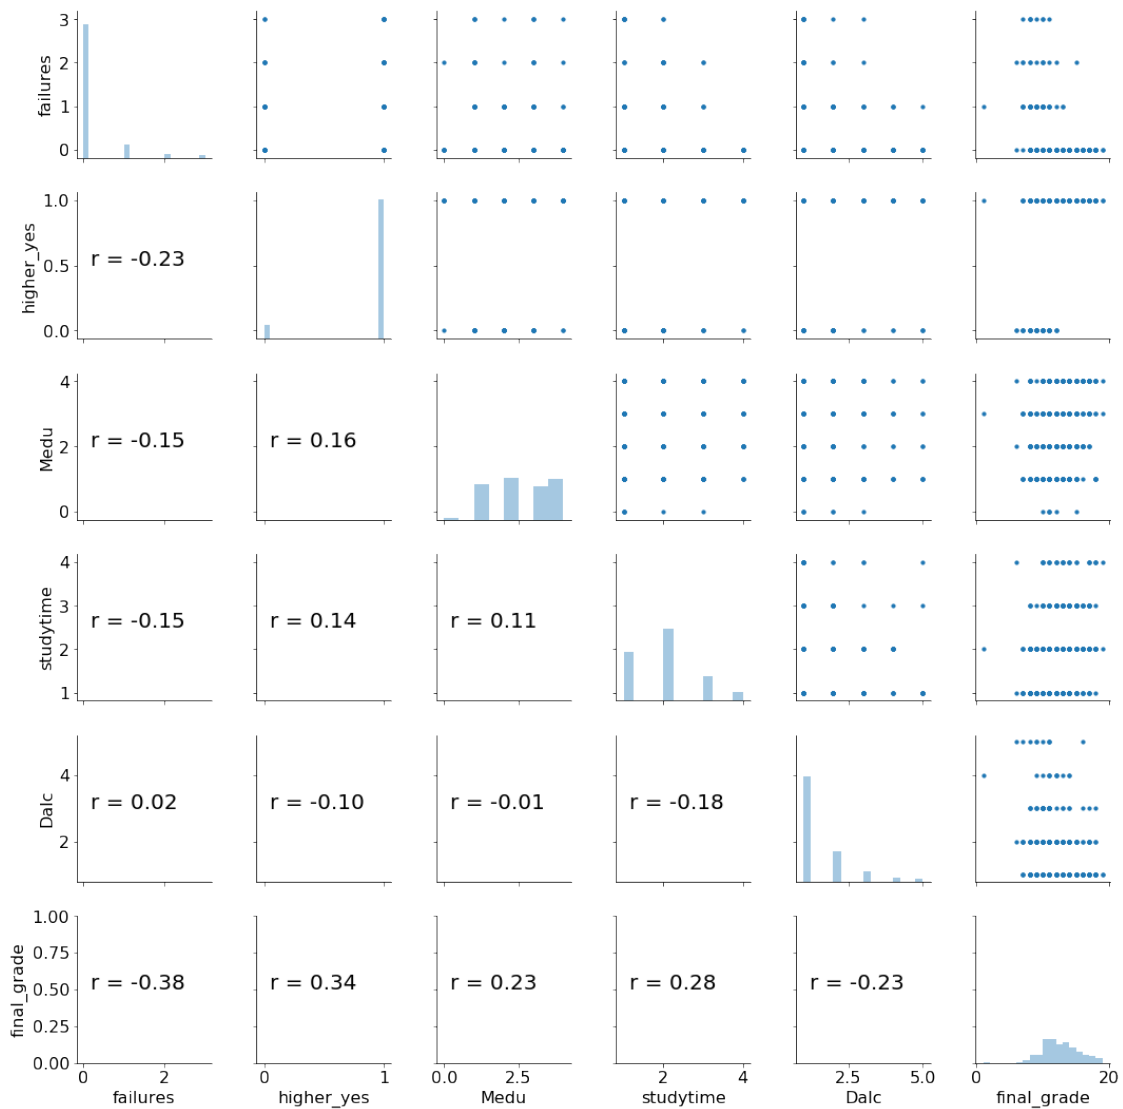 3
2
1
0
failures
1.0
0.5
0.0
higher_yes
r = -0.23
4
2
0
Medu
r = -0.15
r = 0.16
4
3
2
1
studytime
r = -0.15
r = 0.14
r = 0.11
4
2
Dalc
r = 0.02
r = -0.10
r = -0.01
r = -0.18
1.00
0.75
0.50
0.25
0.00
final_grade
r = -0.38
r = 0.34
r = 0.23
r = 0.28
r = -0.23
0 2
failures
0 1
higher_yes
0.0 2.5
Medu
2 4
studytime
2.5 5.0
Dalc
0 10 20
final_grade